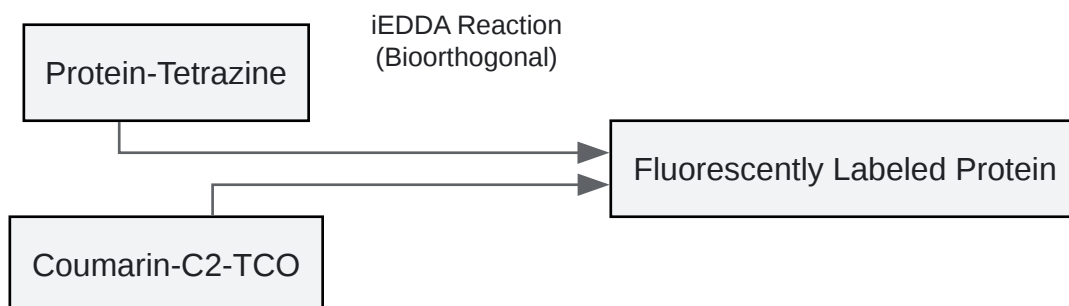 iEDDA Reaction
(Bioorthogonal)
Protein-Tetrazine
Fluorescently Labeled Protein
Coumarin-C2-TCO